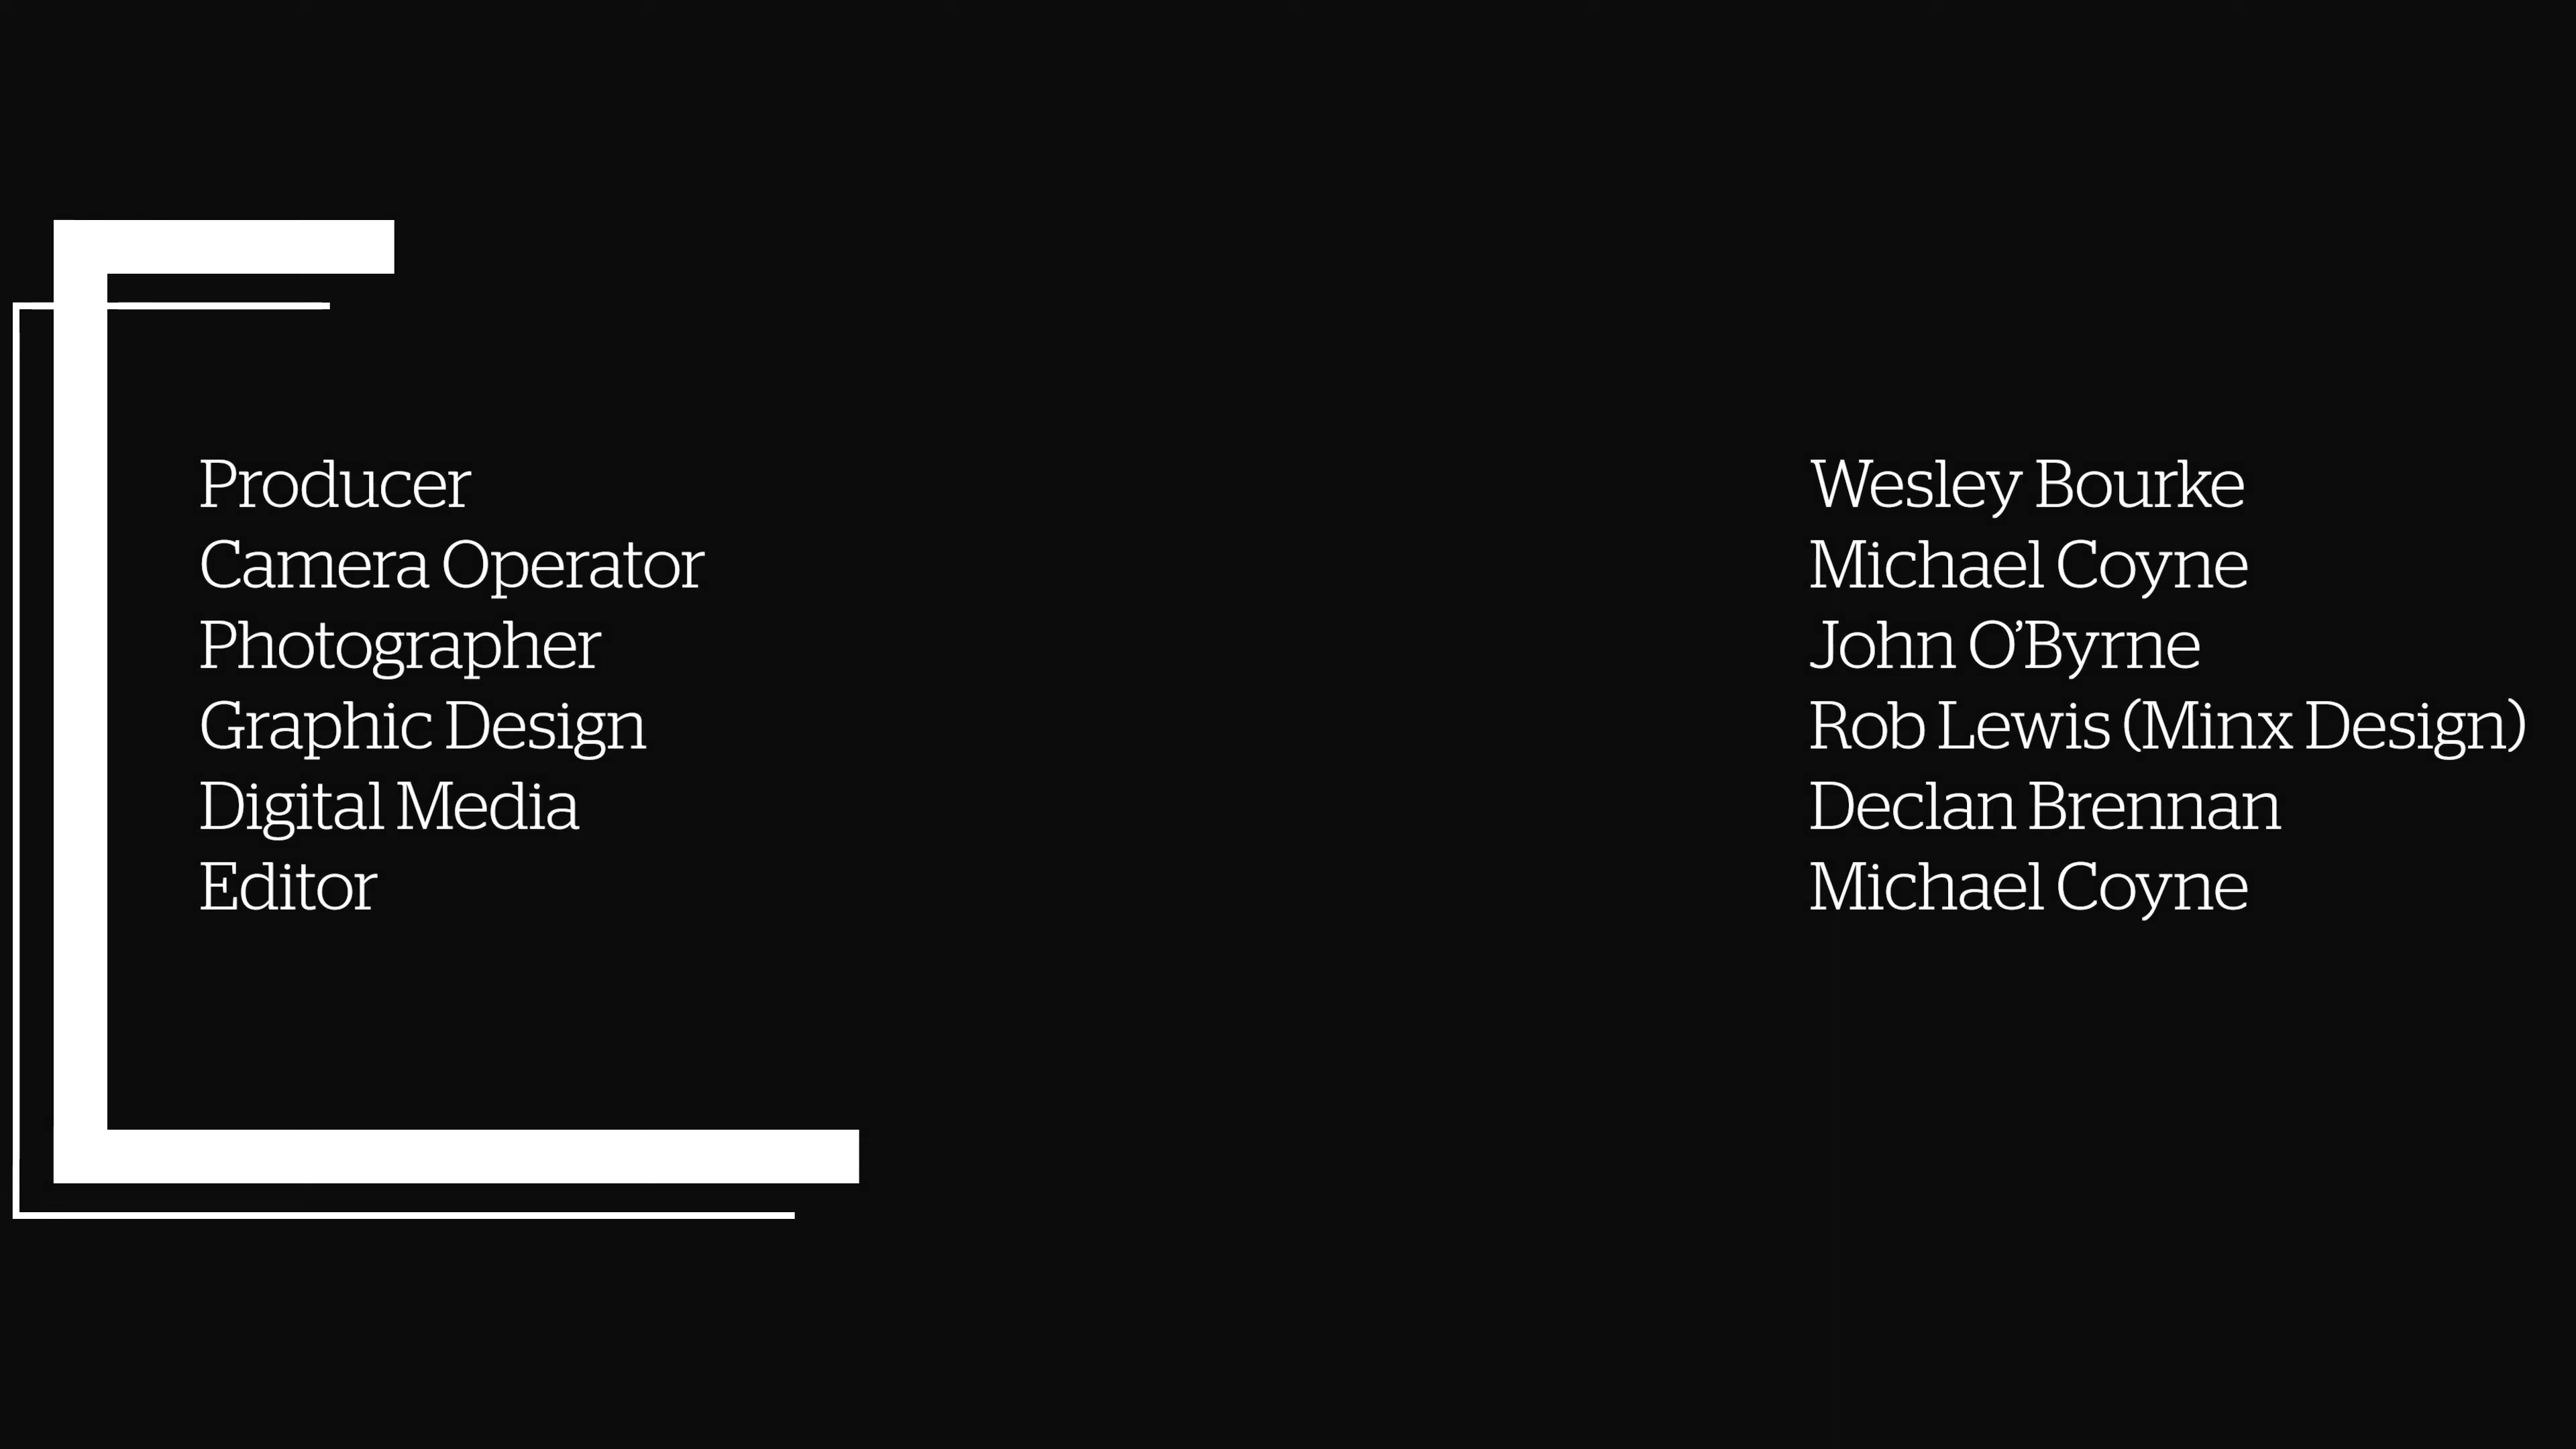 Producer Wesley Bourke
Camera Operator Michael Coyne
Photographer John O’Byrne
Graphic Design Rob Lewis (Minx Design)
Digital Media Declan Brennan
Editor Michael Coyne